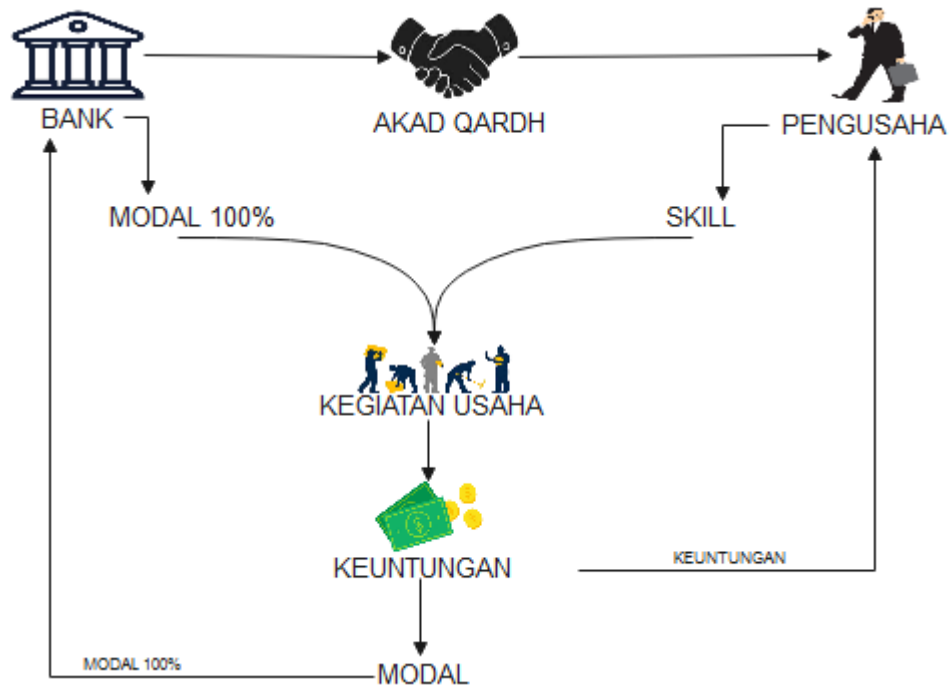 BANK
AKAD QARDH
PENGUSAHA
MODAL 100%
SKILL
KEGIATAN USAHA
KEUNTUNGAN
KEUNTUNGAN
MODAL 100%
MODAL